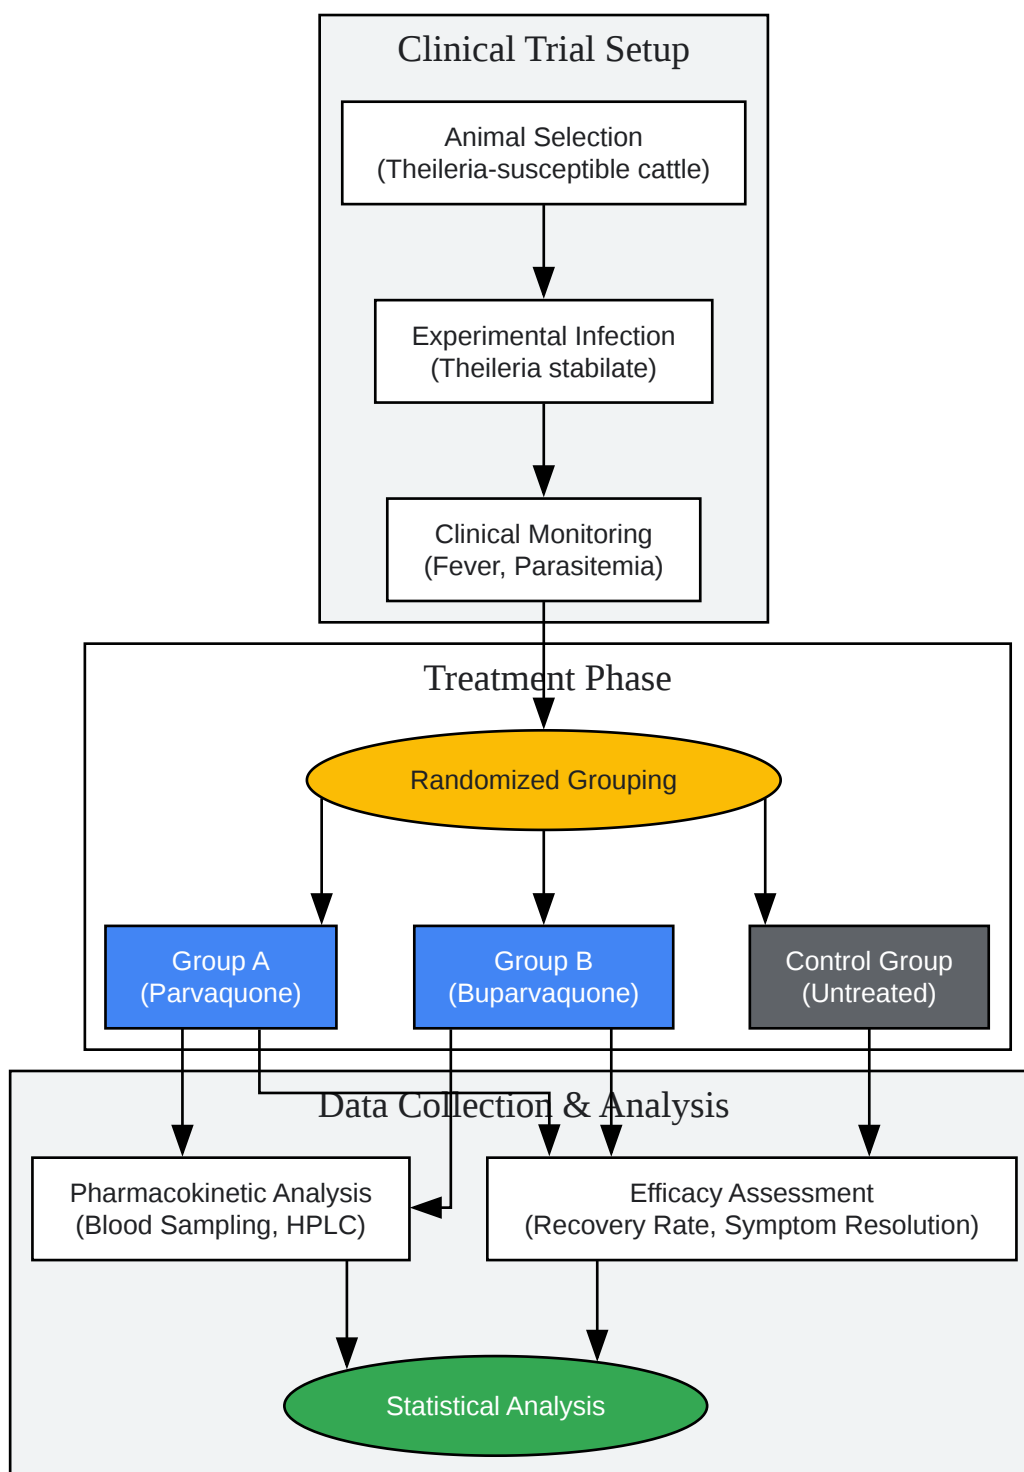 Clinical Trial Setup
Animal Selection
(Theileria-susceptible cattle)
Experimental Infection
(Theileria stabilate)
Clinical Monitoring
(Fever, Parasitemia)
Treatment Phase
Randomized Grouping
Group A
(Parvaquone)
Group B
(Buparvaquone)
Control Group
(Untreated)
Data Collection & Analysis
Pharmacokinetic Analysis
(Blood Sampling, HPLC)
Efficacy Assessment
(Recovery Rate, Symptom Resolution)
Statistical Analysis